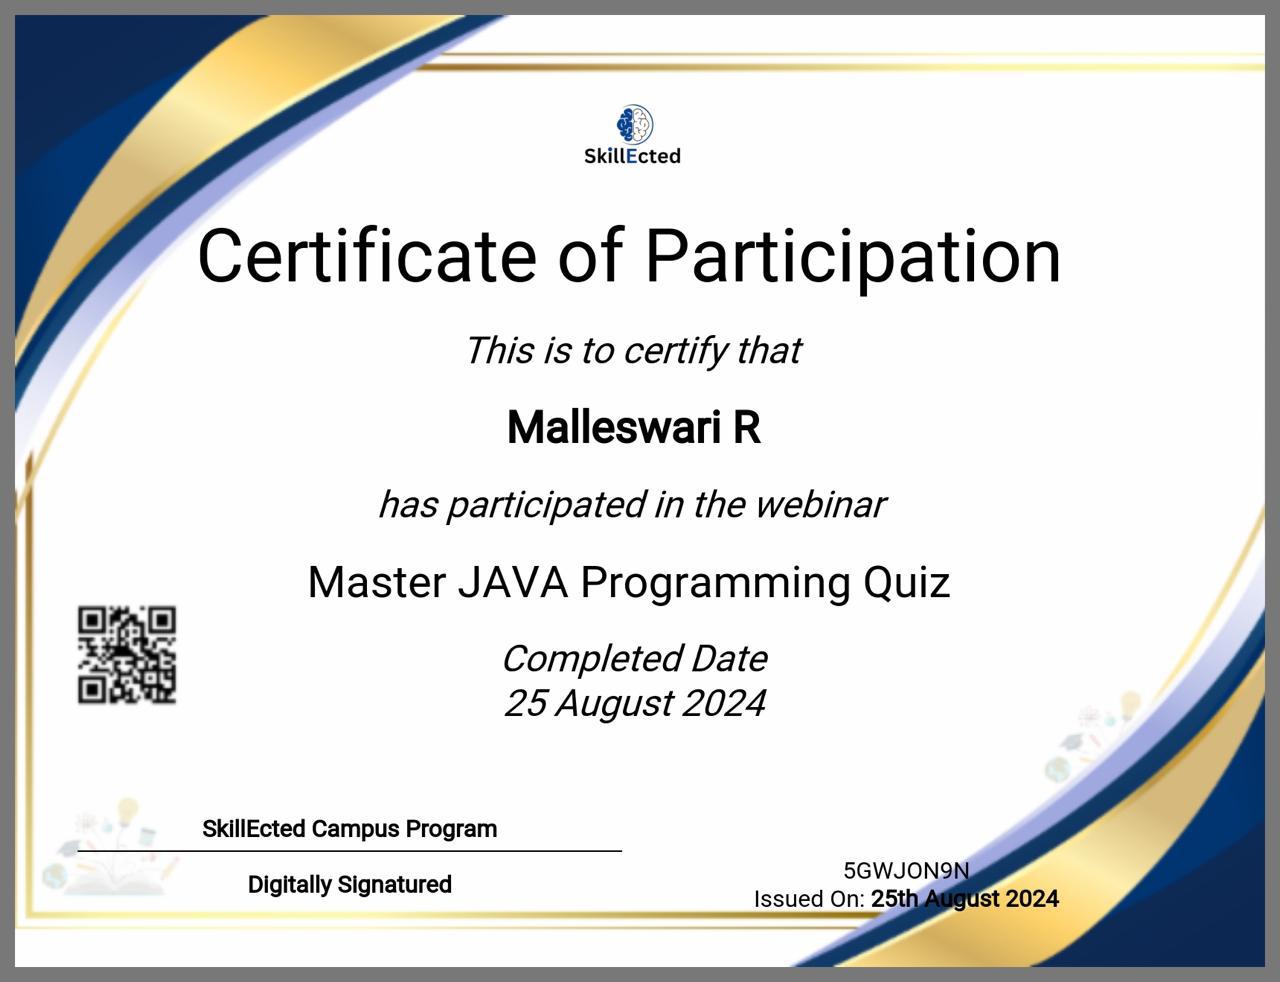 SkillEcted
Certificate of Participation
This is to certify that
Malleswari R
has participated in the webinar
Master JAVA Programming Quiz
Completed Date
25 August 2024
SkillEcted Campus Program
Digitally Signatured
5GWJON9N
Issued On: 25th August 2024